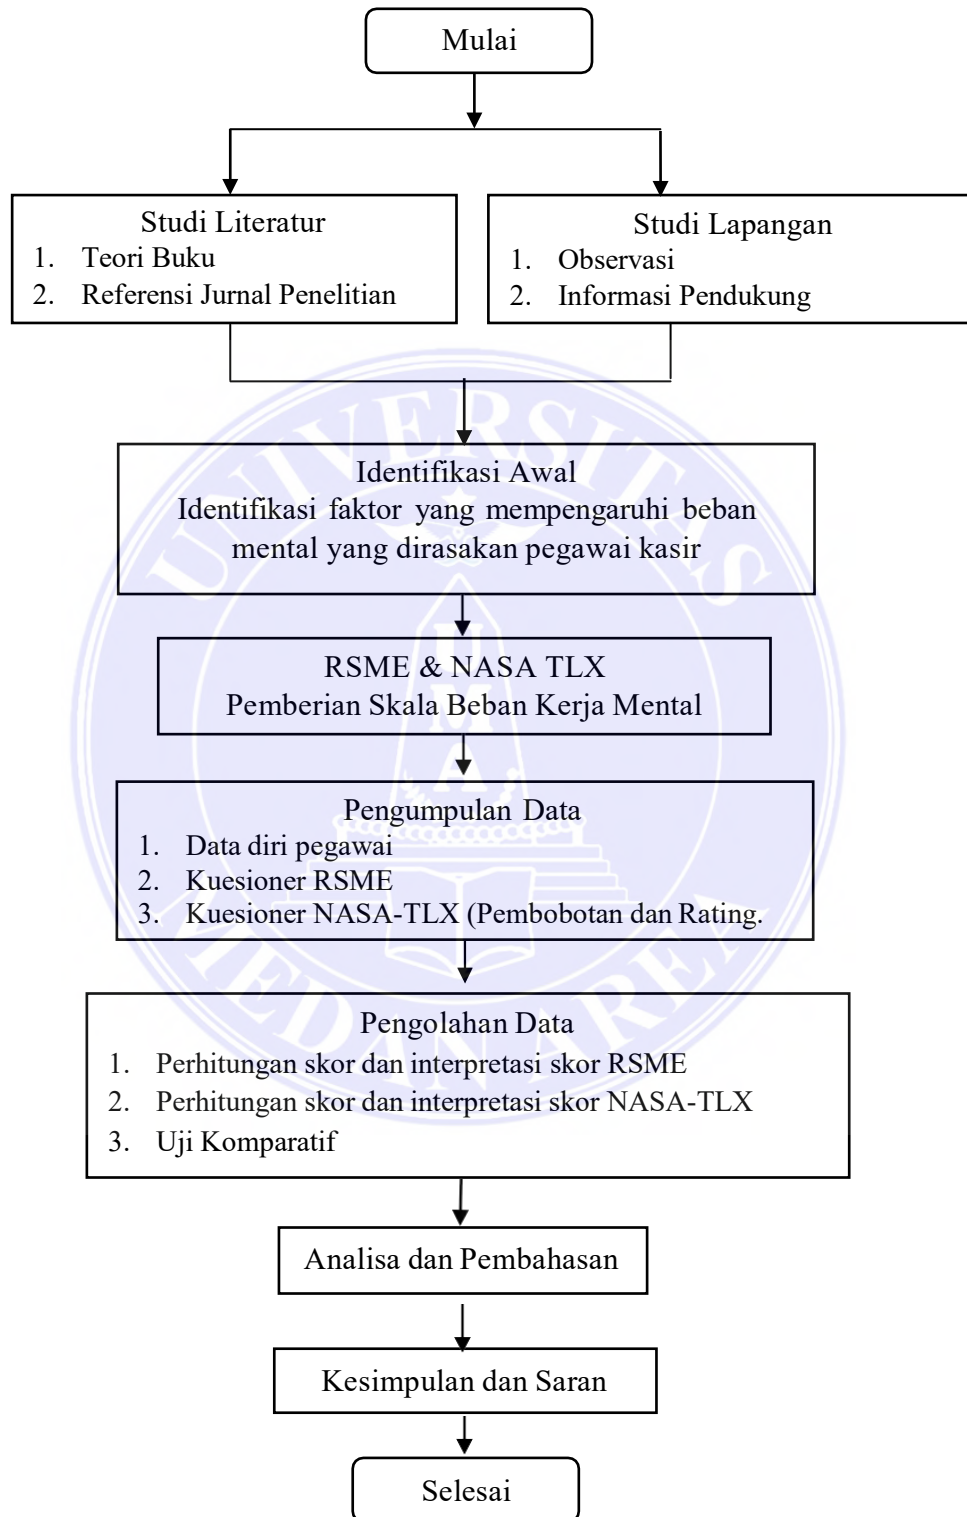 Mulai
Studi Literatur
1. Teori Buku
2. Referensi Jurnal Penelitian
Studi Lapangan
1. Observasi
2. Informasi Pendukung
Identifikasi Awal
Identifikasi faktor yang mempengaruhi beban
mental yang dirasakan pegawai kasir
RSME & NASA TLX
Pemberian Skala Beban Kerja Mental
Pengumpulan Data
1. Data diri pegawai
2. Kuesioner RSME
3. Kuesioner NASA-TLX (Pembobotan dan Rating.
Pengolahan Data
1. Perhitungan skor dan interpretasi skor RSME
2. Perhitungan skor dan interpretasi skor NASA-TLX
3. Uji Komparatif
Analisa dan Pembahasan
Kesimpulan dan Saran
Selesai
UNIVERSITAS
MEDAN AREA
U
M
A